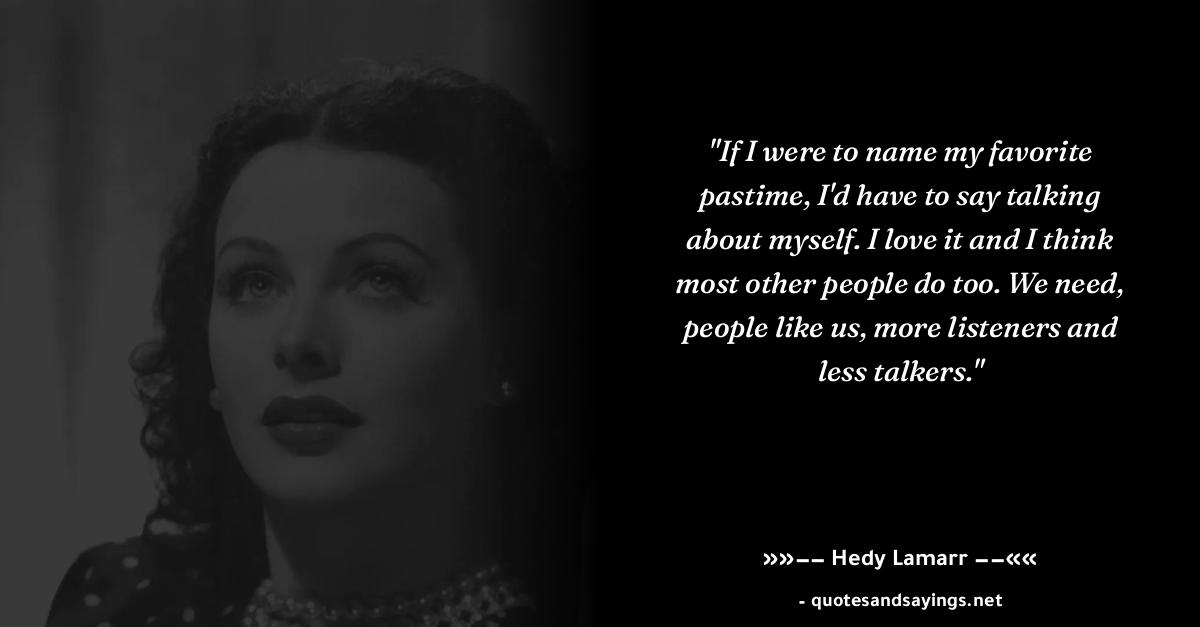 "If I were to name my favorite
pastime, I'd have to say talking
about myself. I love it and I think
most other people do too. We need,
people like us, more listeners and
less talkers."
»»–– Hedy Lamarr ––««
- quotesandsayings.net